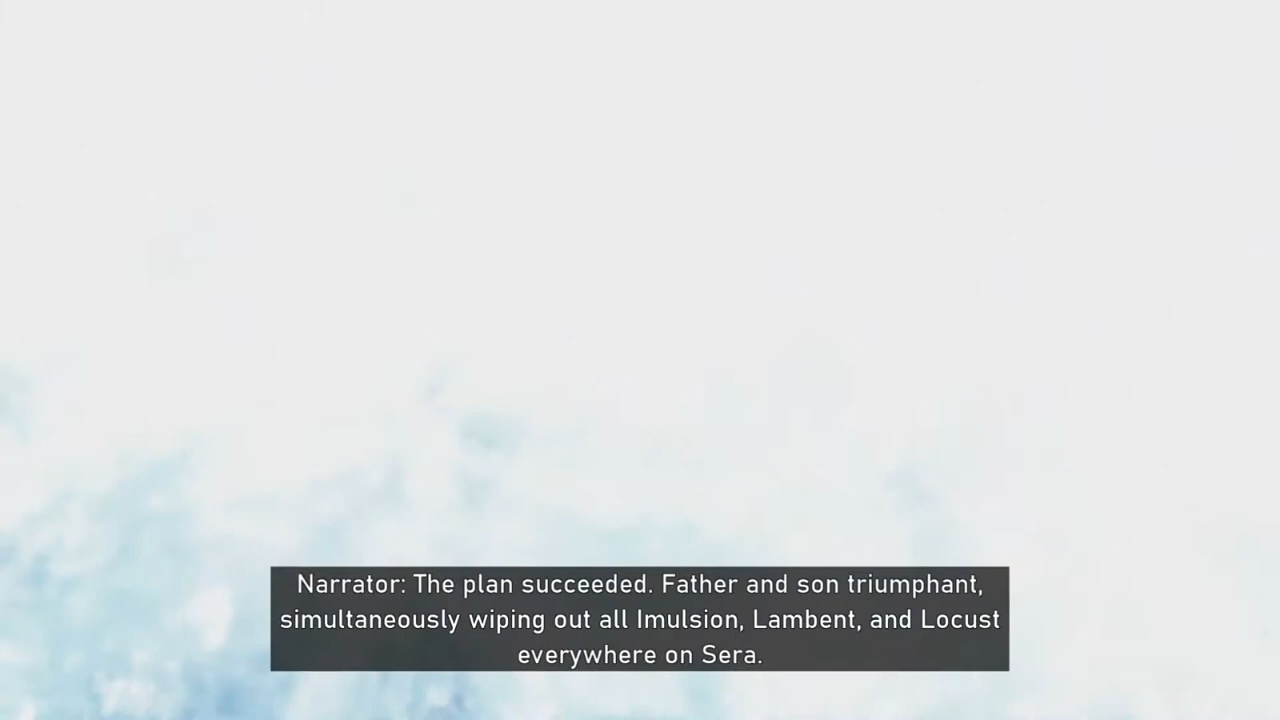 Narrator: The plan succeeded. Father and son triumphant,
simultaneously wiping out all Imulsion, Lambent, and Locust
everywhere on Sera.